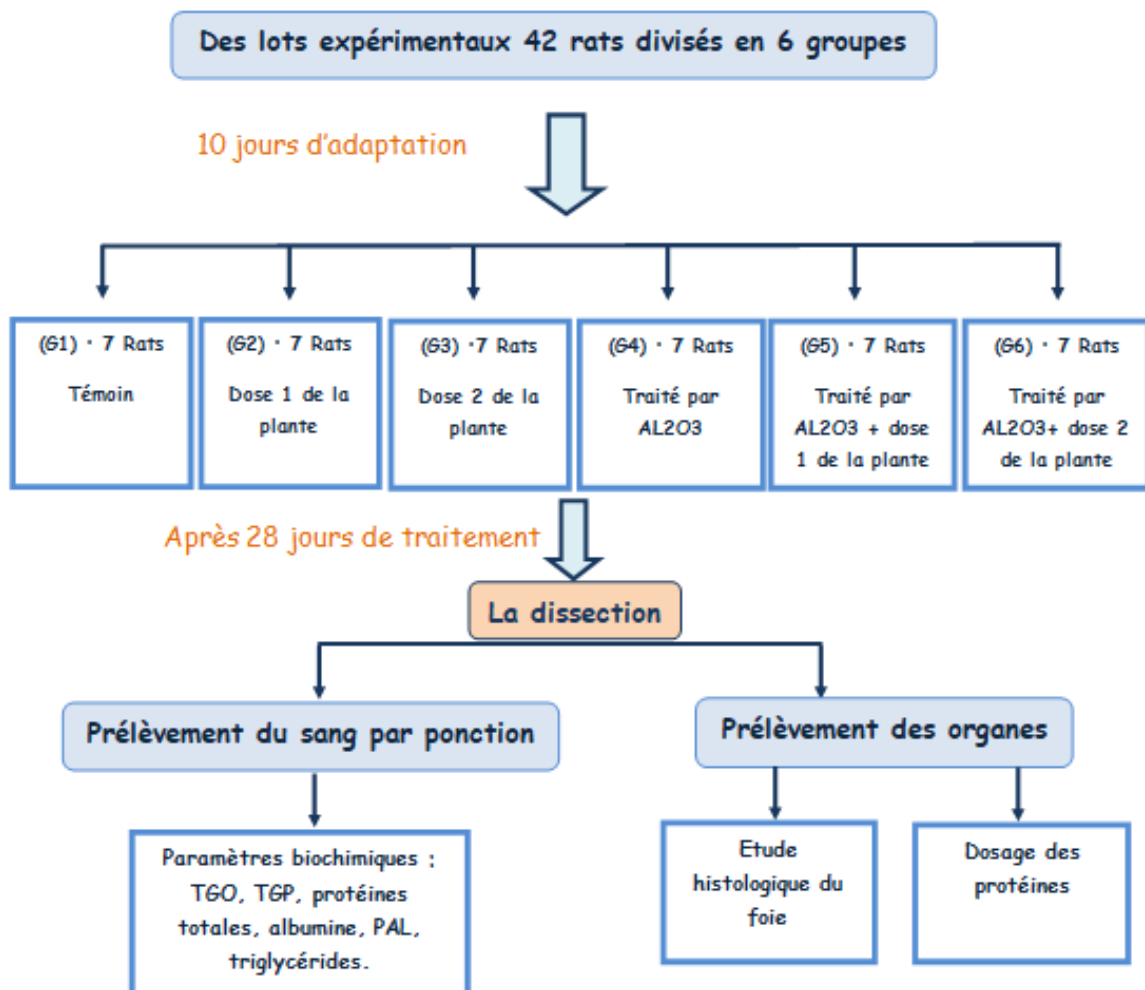 Des lots expérimentaux 42 rats divisés en 6 groupes
10 jours d'adaptation
(G1) • 7 Rats
Témoin
(G2) • 7 Rats
Dose 1 de la
plante
(G3) •7 Rats
Dose 2 de la
plante
(G4) • 7 Rats
Traité par
AL2O3
(G5) • 7 Rats
Traité par
AL2O3 + dose
1 de la plante
(G6) • 7 Rats
Traité par
AL2O3+ dose 2
de la plante
Après 28 jours de traitement
La dissection
Prélèvement du sang par ponction
Prélèvement des organes
Paramètres biochimiques :
TGO, TGP, protéines
totales, albumine, PAL,
triglycérides.
Etude
histologique du
foie
Dosage des
protéines